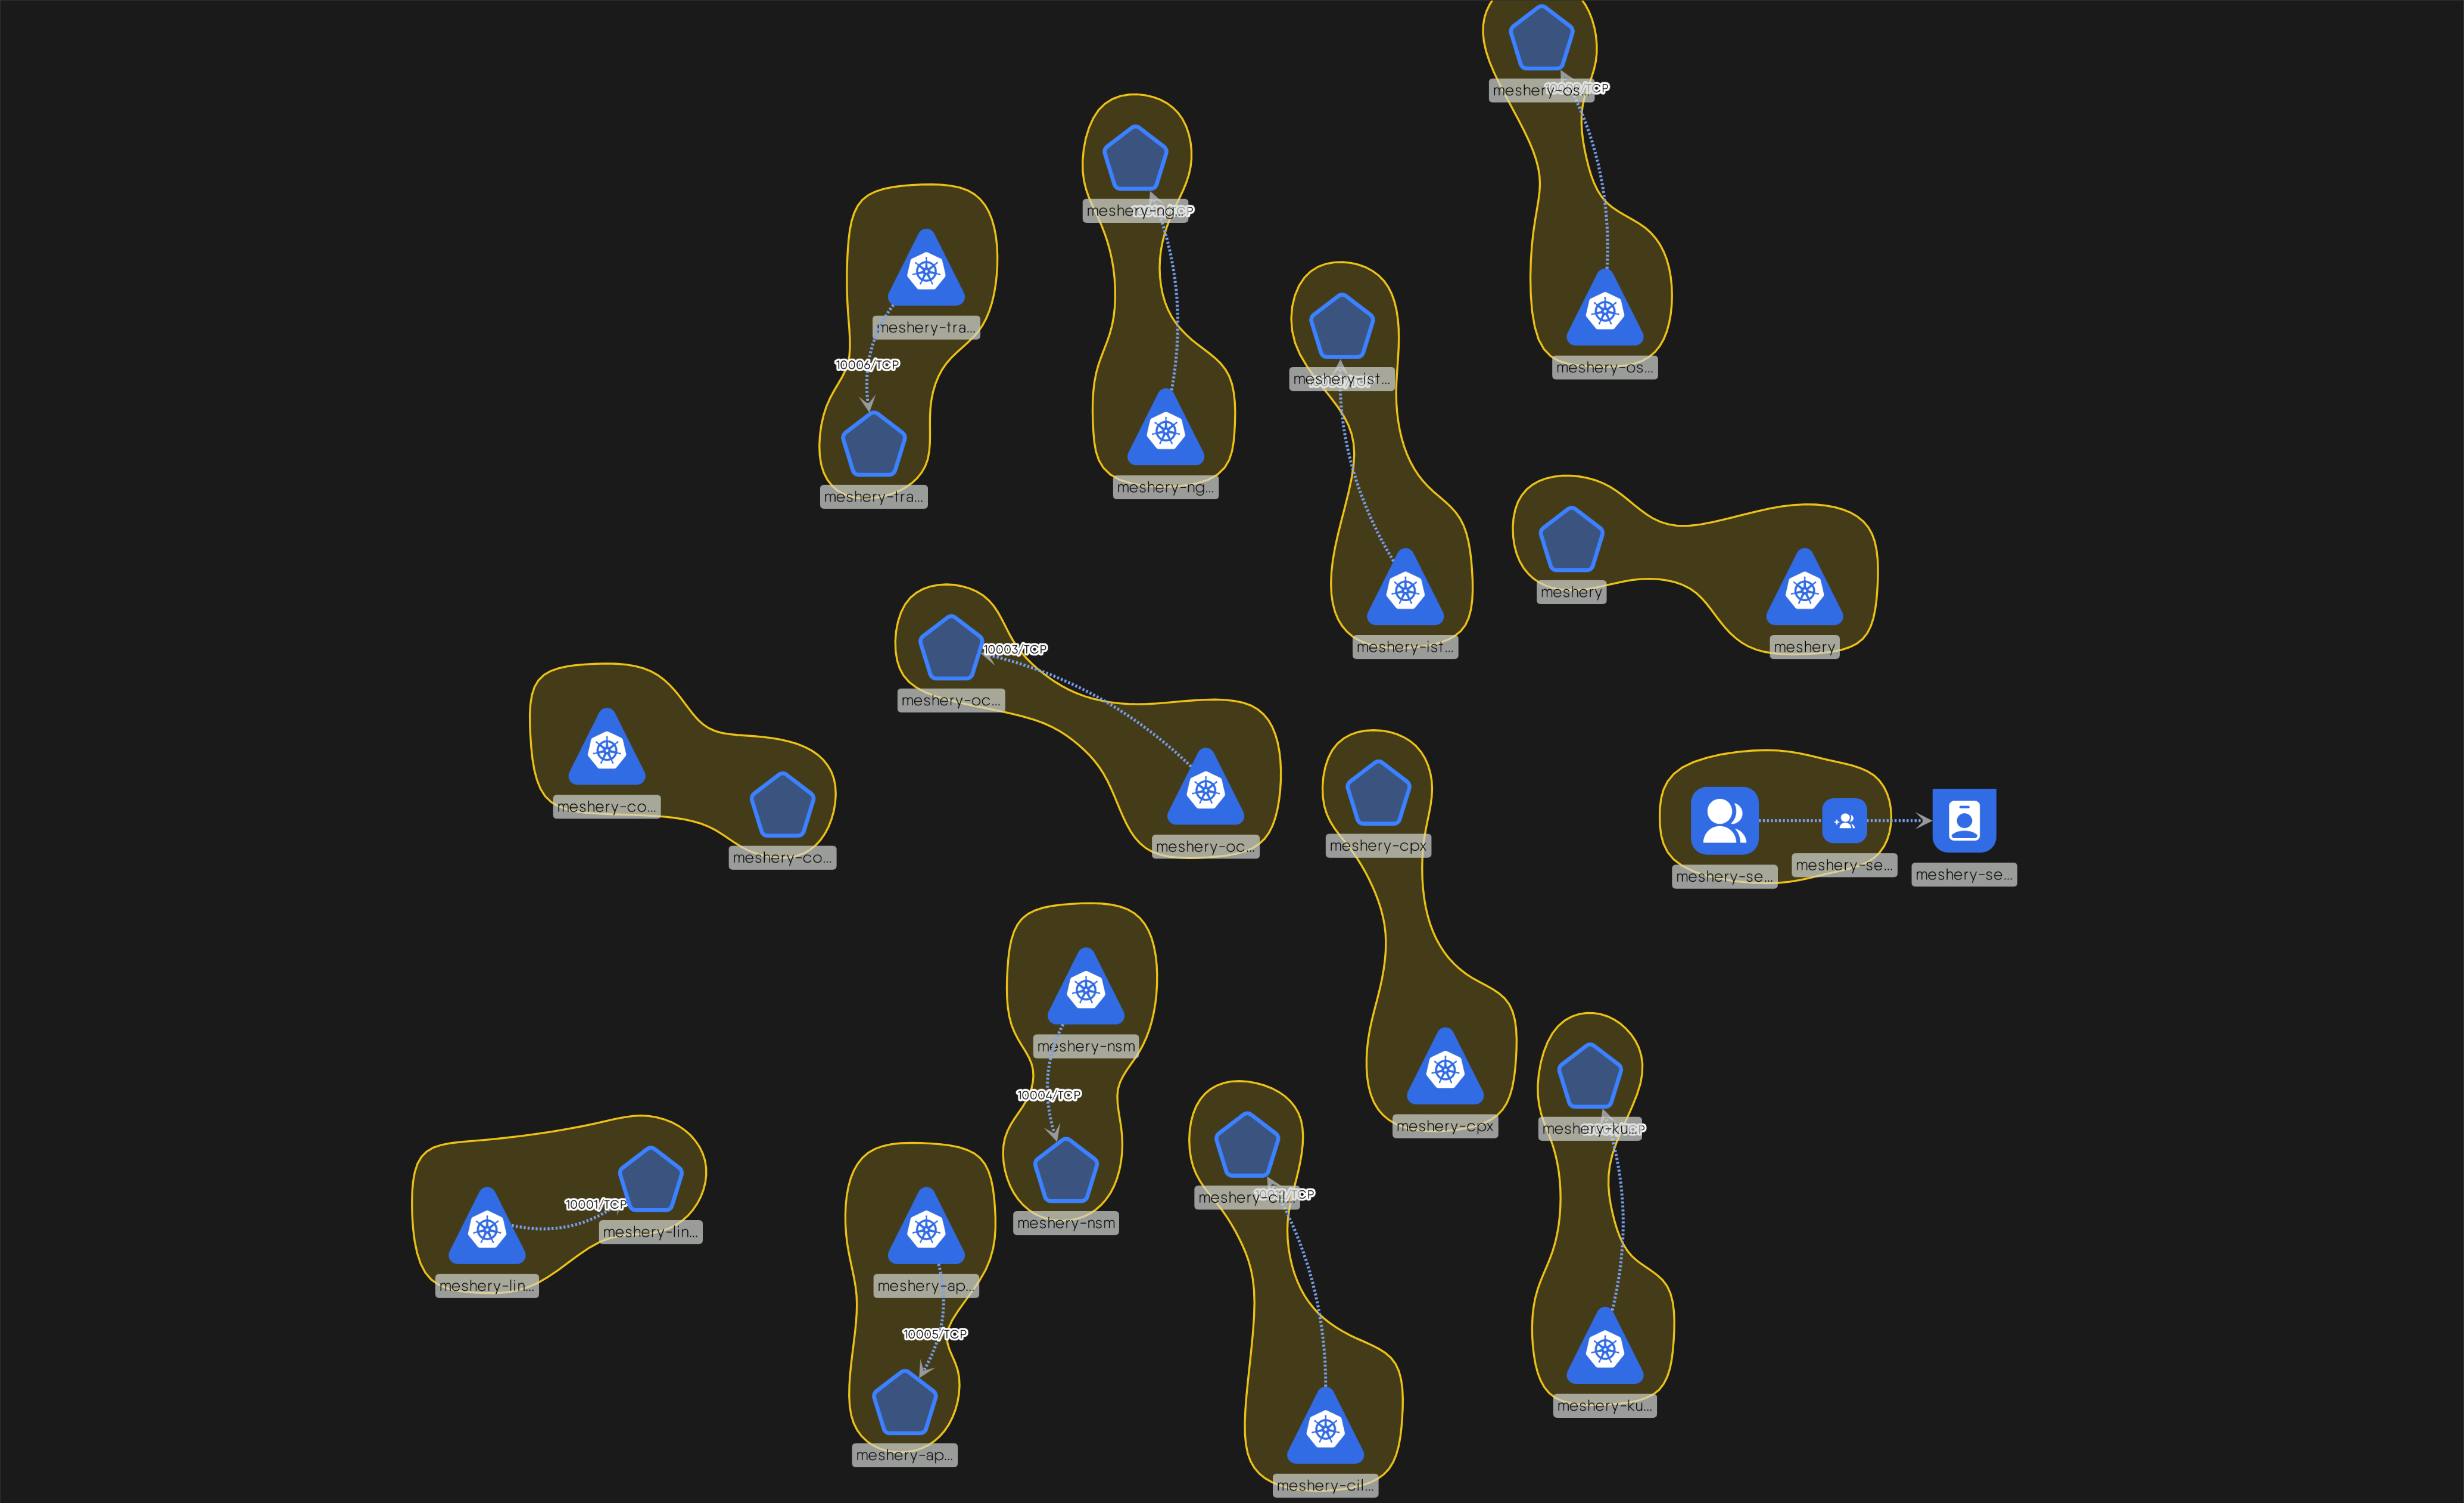 meshery-os...
meshery-ng...
meshery-tra...
10006/TCP
meshery-os...
meshery-ist...
meshery-ng...
meshery-tra...
meshery
meshery-ist...
meshery
10003/TCP
meshery-oc...
meshery-co...
meshery-oc...
meshery-co...
meshery-cpx
meshery-se...
meshery-se...
meshery-se...
meshery-nsm
10004/TCP
meshery-cpx
meshery-ku...
meshery-cil...
10001/TCP
meshery-lin...
meshery-nsm
meshery-lin...
meshery-ap...
10005/TCP
meshery-ku...
meshery-ap...
meshery-cil...